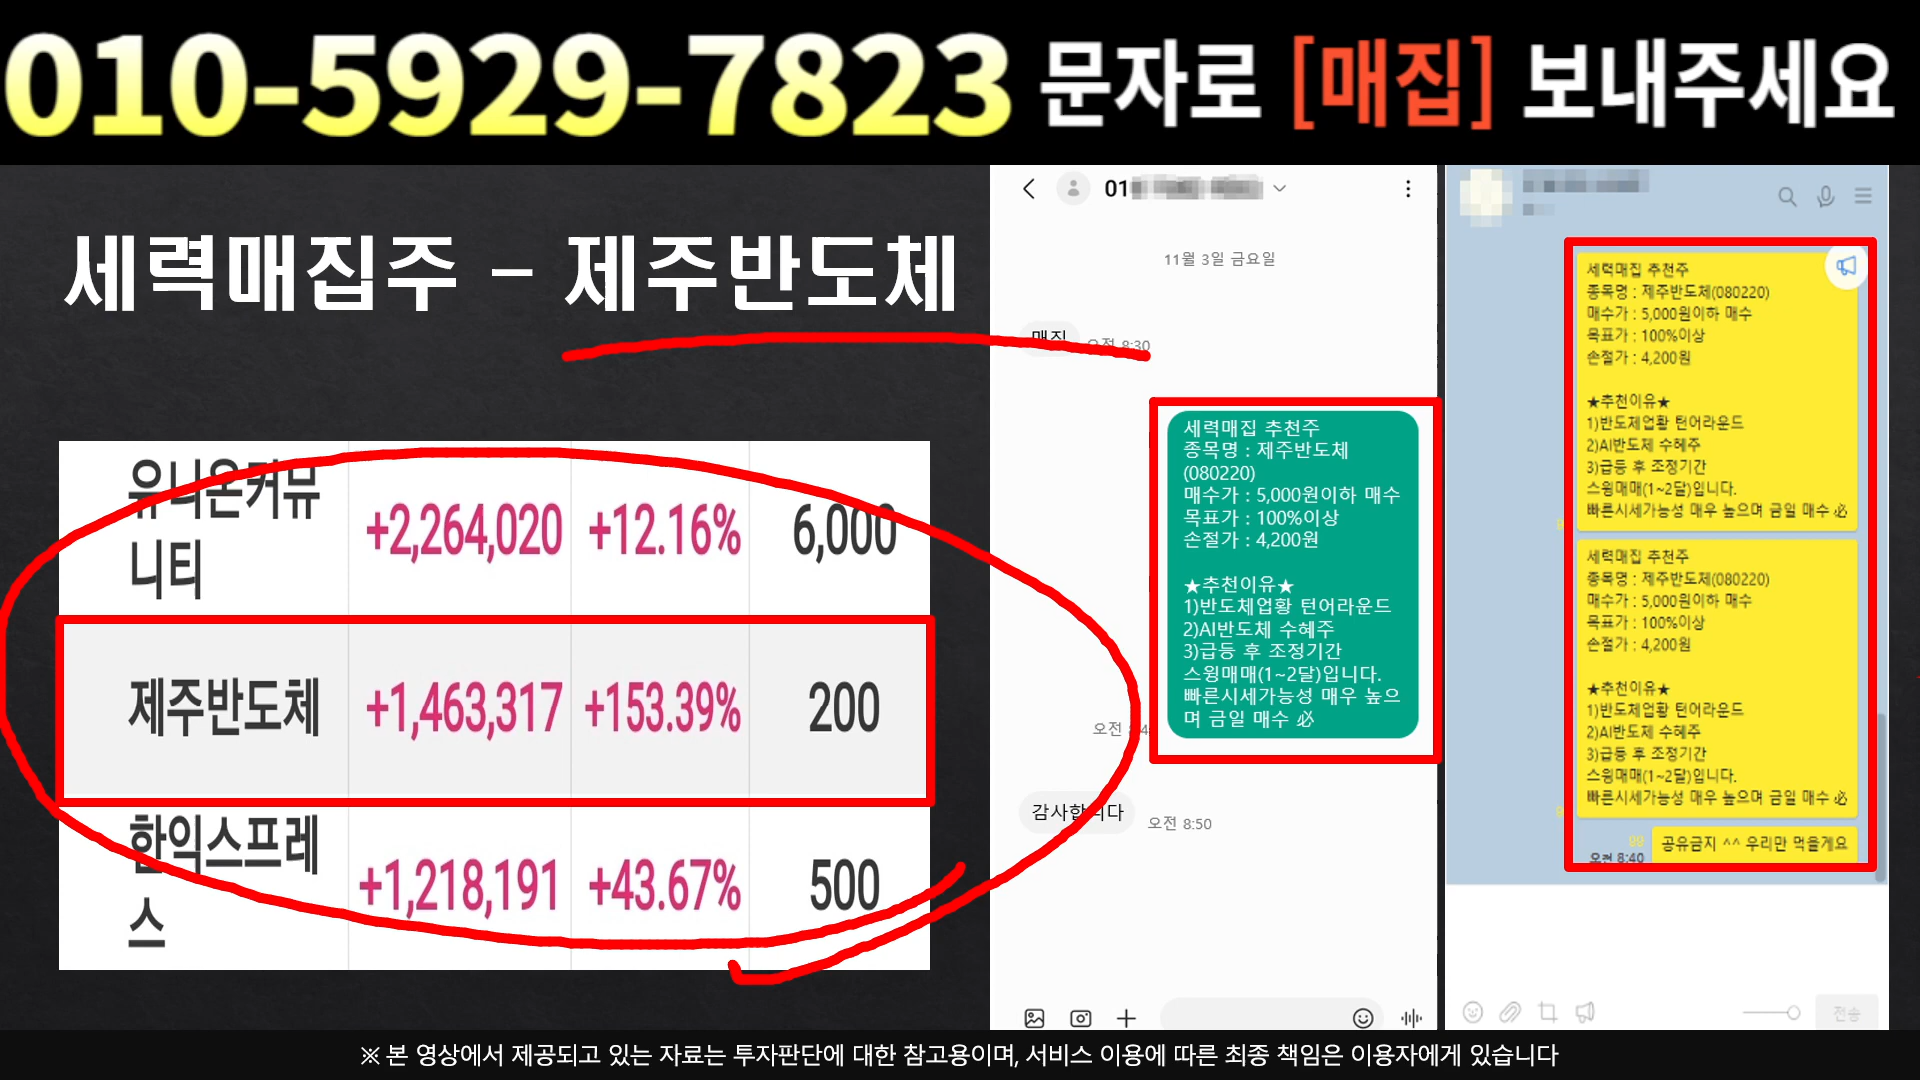 010-5929-7823 문자로 [매집] 보내주세요
세력매집주 - 제주반도체
유니온커뮤
니티
+2,264,020 +12.16% 6,000
제주반도체 +1,463,317 +153.39% 200
한익스프레
스
+1,218,191 +43.67% 500
01
11월 3일 금요일
매집
오전 8:30
세력매집 추천주
종목명 : 제주반도체
(080220)
매수가 : 5,000원이하 매수
목표가 : 100%이상
손절가 : 4,200원
★추천이유★
1)반도체업황 턴어라운드
2)AI반도체 수혜주
3)급등 후 조정기간
스윙매매(1~2달)입니다.
빠른시세가능성 매우 높으
며 금일 매수 必
오전
감사합니다
오전 8:50
세력매집 추천주
종목명 : 제주반도체(080220)
매수가 : 5,000원이하 매수
목표가 : 100%이상
손절가 : 4,200원
★추천이유★
1)반도체업황 턴어라운드
2)AI반도체 수혜주
3)급등 후 조정기간
스윙매매(1~2달)입니다.
빠른시세가능성 매우 높으며 금일 매수 必
세력매집 추천주
종목명 : 제주반도체(080220)
매수가 : 5,000원이하 매수
목표가 : 100%이상
손절가 : 4,200원
★추천이유★
1)반도체업황 턴어라운드
2)AI반도체 수혜주
3)급등 후 조정기간
스윙매매(1~2달)입니다.
빠른시세가능성 매우 높으며 금일 매수 必
오전 8:40
공유금지 ^^ 우리만 먹을게요
전송
※ 본 영상에서 제공되고 있는 자료는 투자판단에 대한 참고용이며, 서비스 이용에 따른 최종 책임은 이용자에게 있습니다